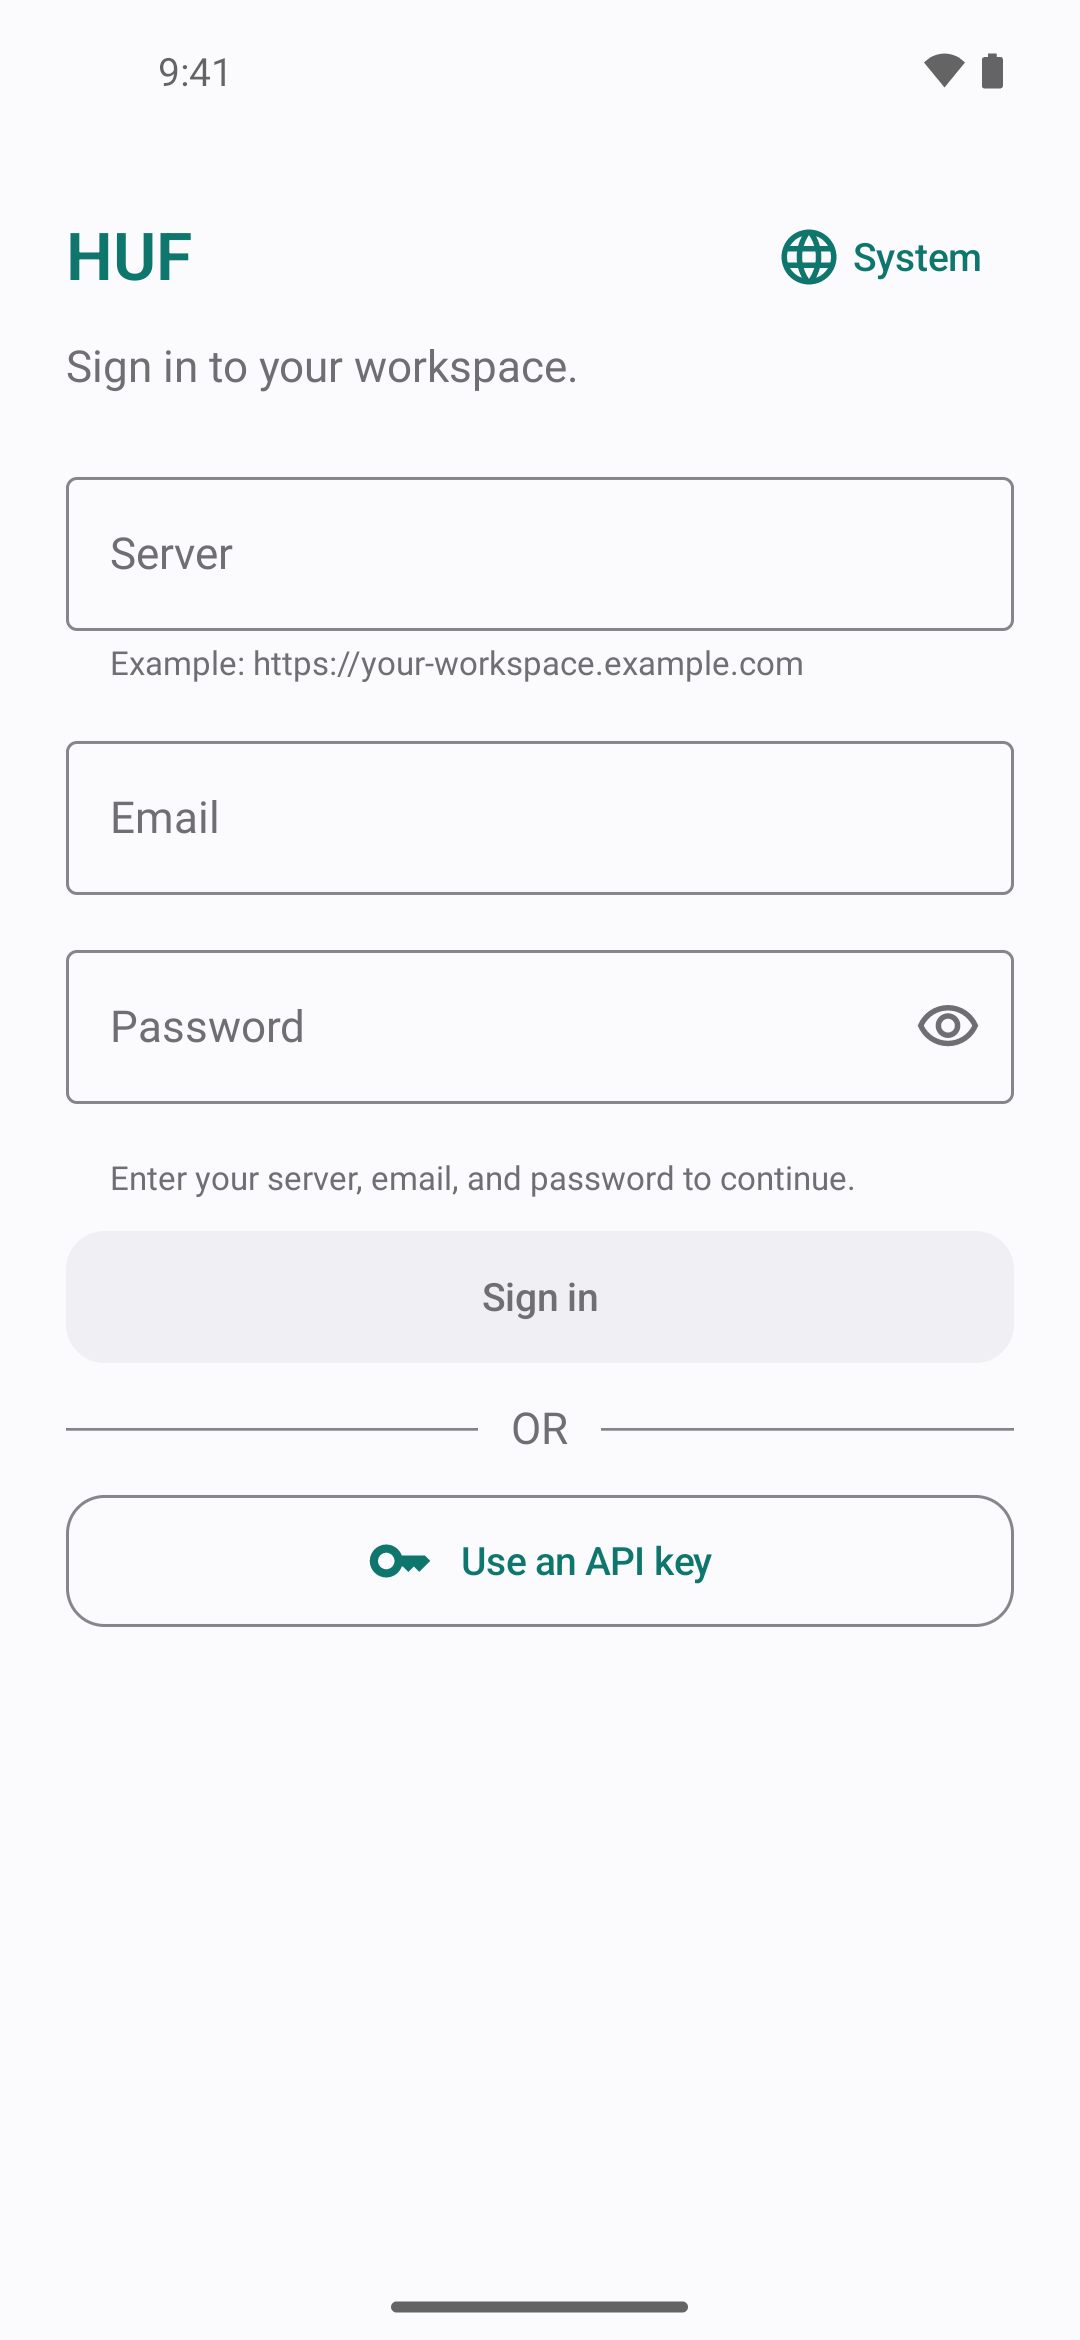 9:41
HUF
System
Sign in to your workspace.
Server
Example: https://your-workspace.example.com
Email
Password
Enter your server, email, and password to continue.
Sign in
OR
Use an API key